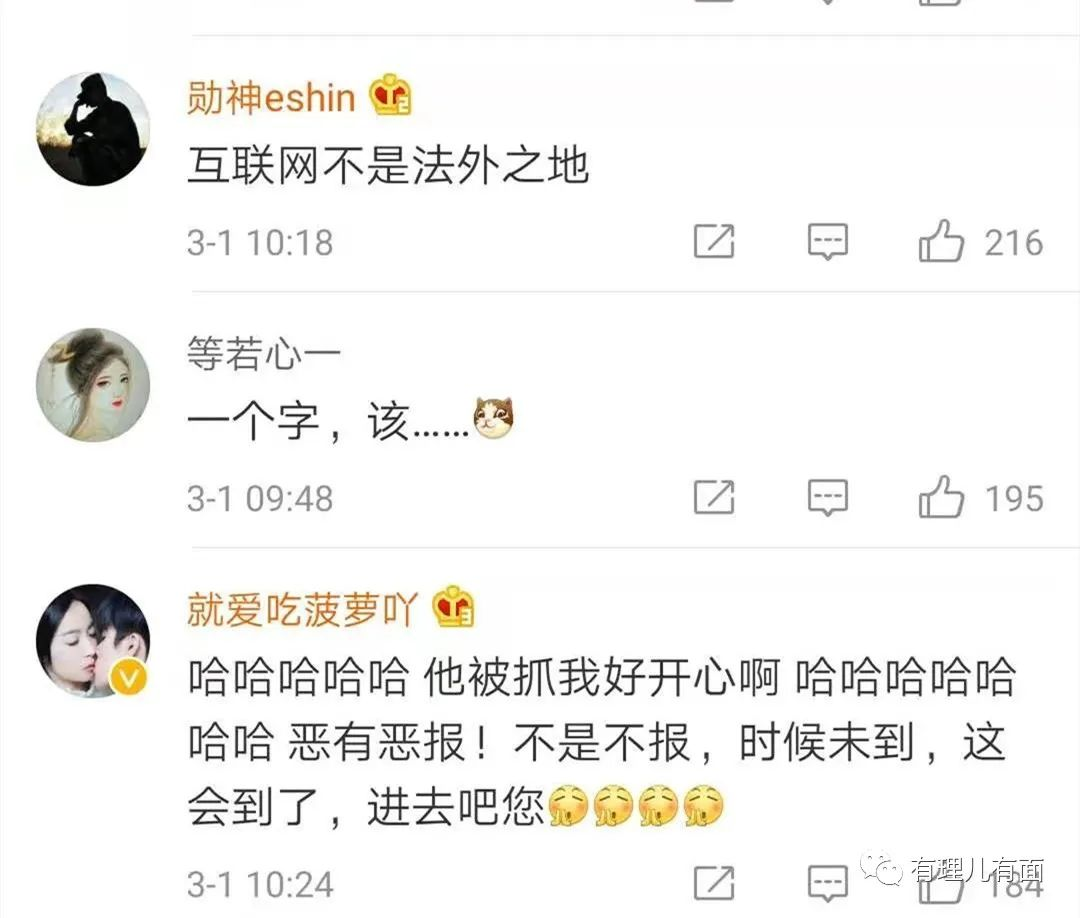 勋神eshin
互联网不是法外之地
3-1 10:18
216
等若心一
一个字，该……
3-1 09:48
195
就爱吃菠萝吖
哈哈哈哈哈 他被抓我好开心啊 哈哈哈哈哈
哈哈 恶有恶报！不是不报，时候未到，这
会到了，进去吧您
3-1 10:24
184
有理儿有面